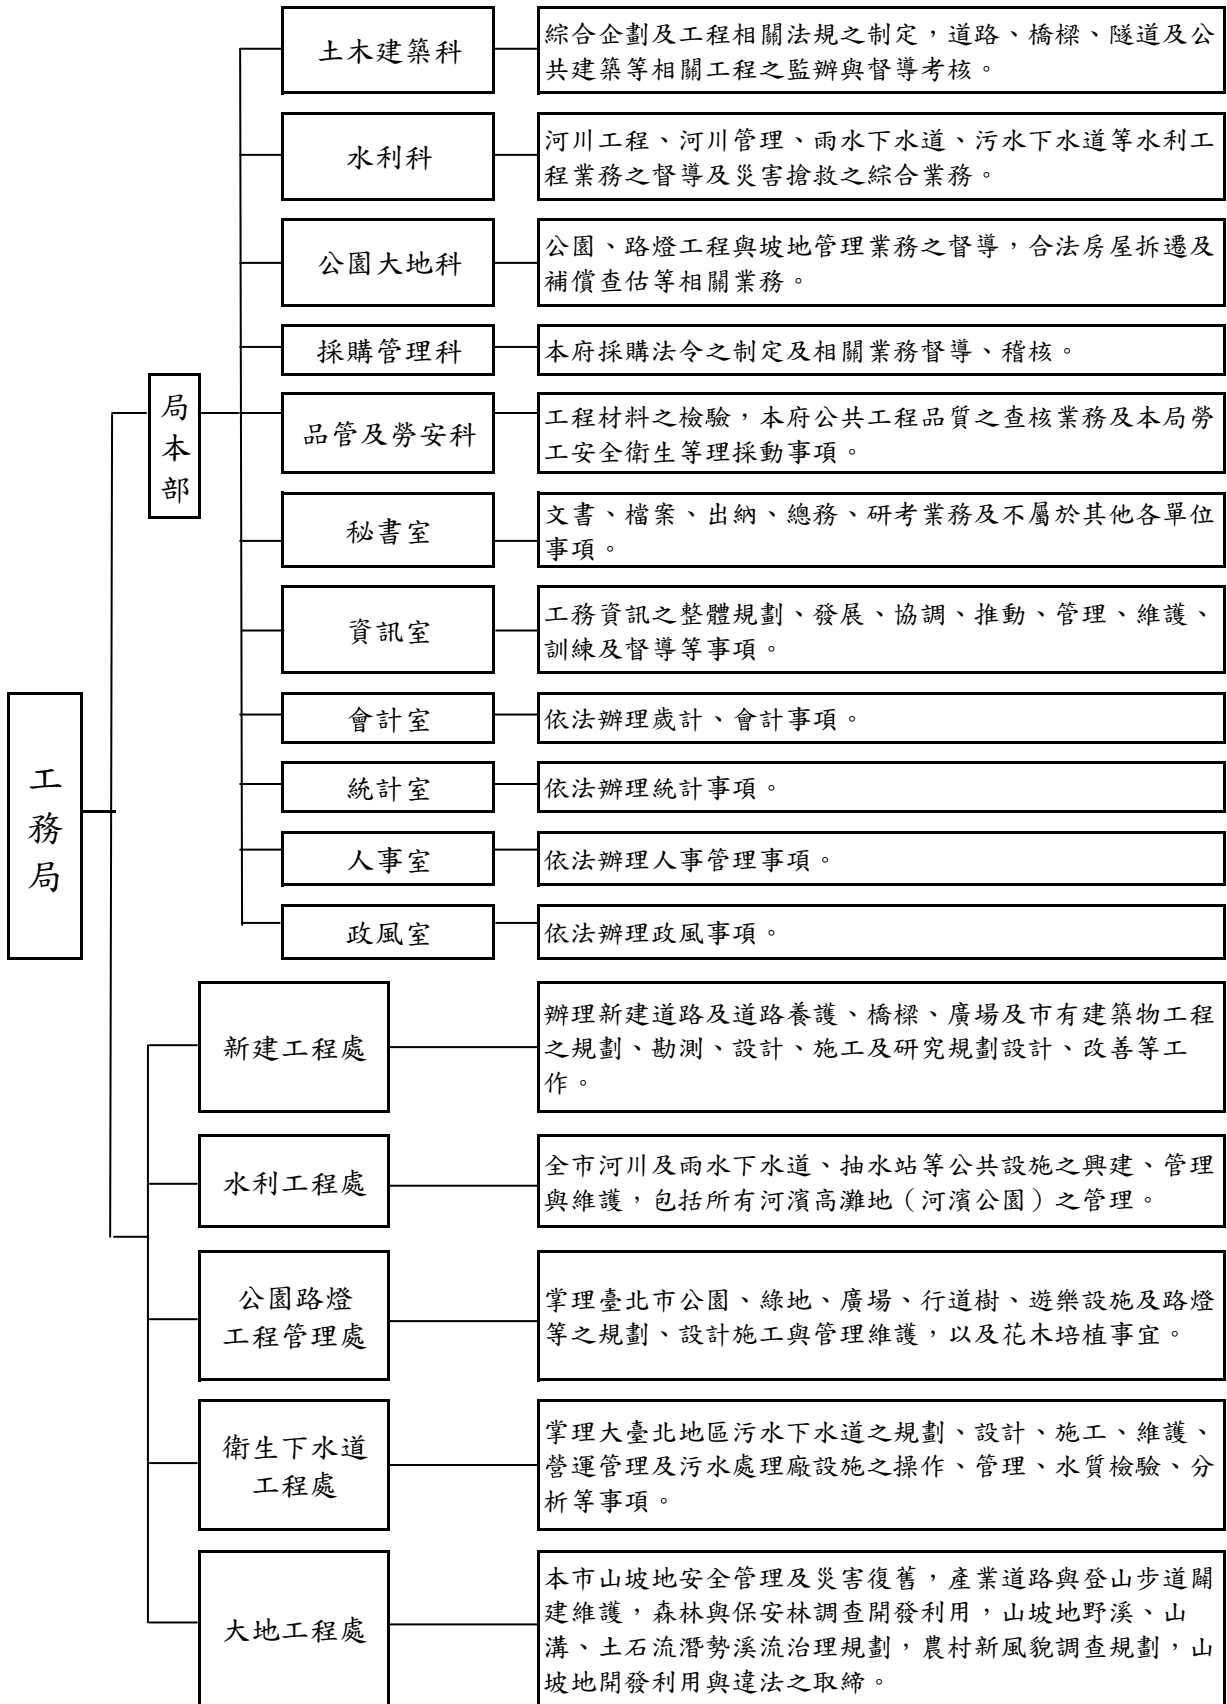 土木建築科
綜合企劃及工程相關法規之制定，道路、橋樑、隧道及公
共建築等相關工程之監辦與督導考核。
水利科
河川工程、河川管理、雨水下水道、污水下水道等水利工
程業務之督導及災害搶救之綜合業務。
公園大地科
公園、路燈工程與坡地管理業務之督導，合法房屋拆遷及
補償查估等相關業務。
採購管理科
本府採購法令之制定及相關業務督導、稽核。
局
本
部
品管及勞安科
工程材料之檢驗，本府公共工程品質之查核業務及本局勞
工安全衛生等理採動事項。
秘書室
文書、檔案、出納、總務、研考業務及不屬於其他各單位
事項。
資訊室
工務資訊之整體規劃、發展、協調、推動、管理、維護、
訓練及督導等事項。
會計室
依法辦理歲計、會計事項。
工
務
局
統計室
依法辦理統計事項。
人事室
依法辦理人事管理事項。
政風室
依法辦理政風事項。
新建工程處
辦理新建道路及道路養護、橋樑、廣場及市有建築物工程
之規劃、勘測、設計、施工及研究規劃設計、改善等工
作。
水利工程處
全市河川及雨水下水道、抽水站等公共設施之興建、管理
與維護，包括所有河濱高灘地（河濱公園）之管理。
公園路燈
工程管理處
掌理臺北市公園、綠地、廣場、行道樹、遊樂設施及路燈
等之規劃、設計施工與管理維護，以及花木培植事宜。
衛生下水道
工程處
掌理大臺北地區污水下水道之規劃、設計、施工、維護、
營運管理及污水處理廠設施之操作、管理、水質檢驗、分
析等事項。
大地工程處
本市山坡地安全管理及災害復舊，產業道路與登山步道闢
建維護，森林與保安林調查開發利用，山坡地野溪、山
溝、土石流潛勢溪流治理規劃，農村新風貌調查規劃，山
坡地開發利用與違法之取締。